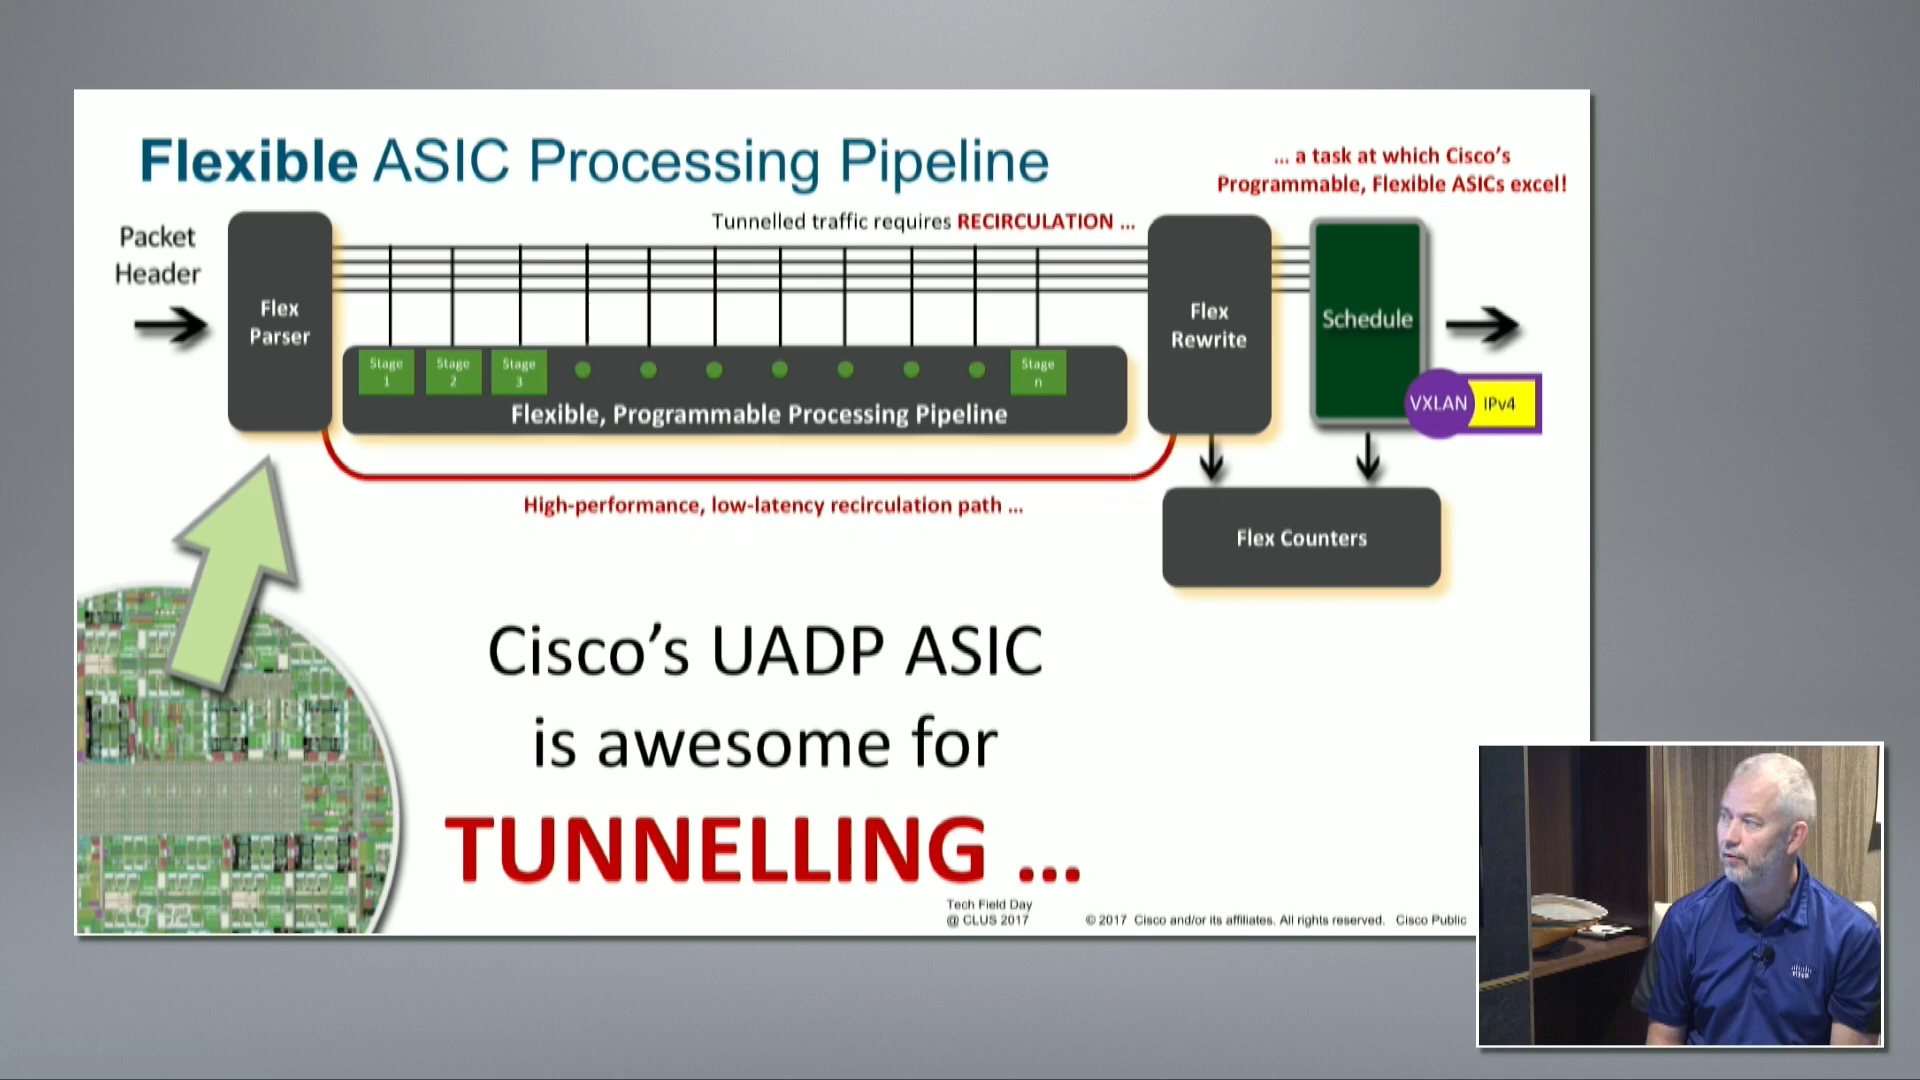 Flexible ASIC Processing Pipeline
... a task at which Cisco's
Programmable, Flexible ASICs excel!
Tunnelled traffic requires RECIRCULATION ...
Packet
Header
Flex
Parser
Stage
1
Stage
2
Stage
3
Stage
n
Flexible, Programmable Processing Pipeline
Flex
Rewrite
Schedule
VXLAN
IPv4
High-performance, low-latency recirculation path ...
Flex Counters
Cisco's UADP ASIC
is awesome for
TUNNELLING ...
Tech Field Day
@ CLUS 2017
© 2017 Cisco and/or its affiliates. All rights reserved. Cisco Public